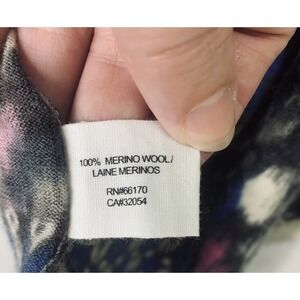 100% MERINO WOOL/
LAINE MERINOS
RN#66170
CA#32054